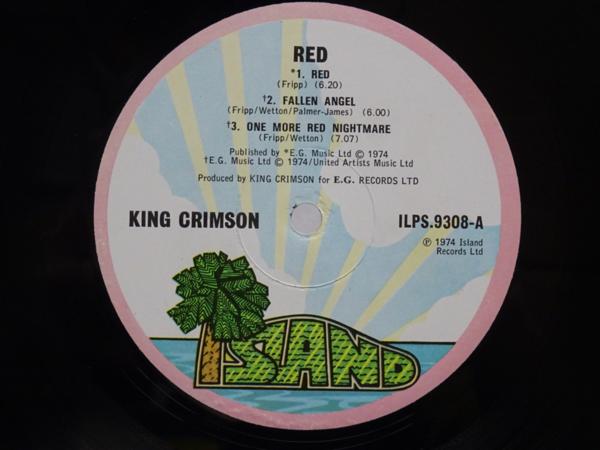 RED
*1. RED
(Fripp) (6.20)
†2. FALLEN ANGEL
(Fripp/Wetton/Palmer-James) (6.00)
†3. ONE MORE RED NIGHTMARE
(Fripp/Wetton) (7.07)
Published by *E.G. Music Ltd © 1974
†E.G. Music Ltd © 1974/United Artists Music Ltd
Produced by KING CRIMSON for E.G. RECORDS LTD
KING CRIMSON
ILPS.9308-A
℗ 1974 Island
Records Ltd
ISLAND